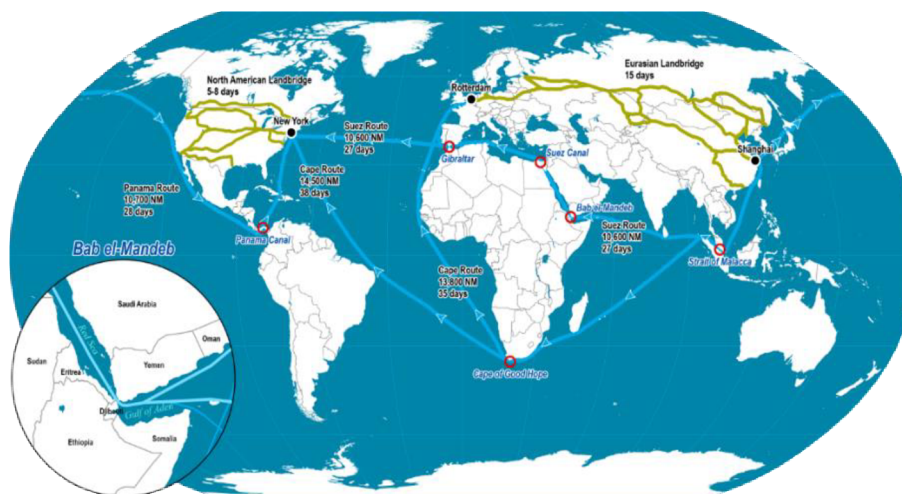 North American Landbridge
5-8 days
Eurasian Landbridge
15 days
Rotterdam
New York
Suez Route
10,600 NM
27 days
Gibraltar
Suez Canal
Shanghai
Cape Route
14,500 NM
38 days
Panama Route
10,700 NM
28 days
Panama Canal
Bab el-Mandeb
Suez Route
10,600 NM
27 days
Strait of Malacca
Cape Route
13,800 NM
35 days
Cape of Good Hope
Bab el-Mandeb
Saudi Arabia
Red Sea
Oman
Sudan
Eritrea
Yemen
Djibouti
Gulf of Aden
Ethiopia
Somalia